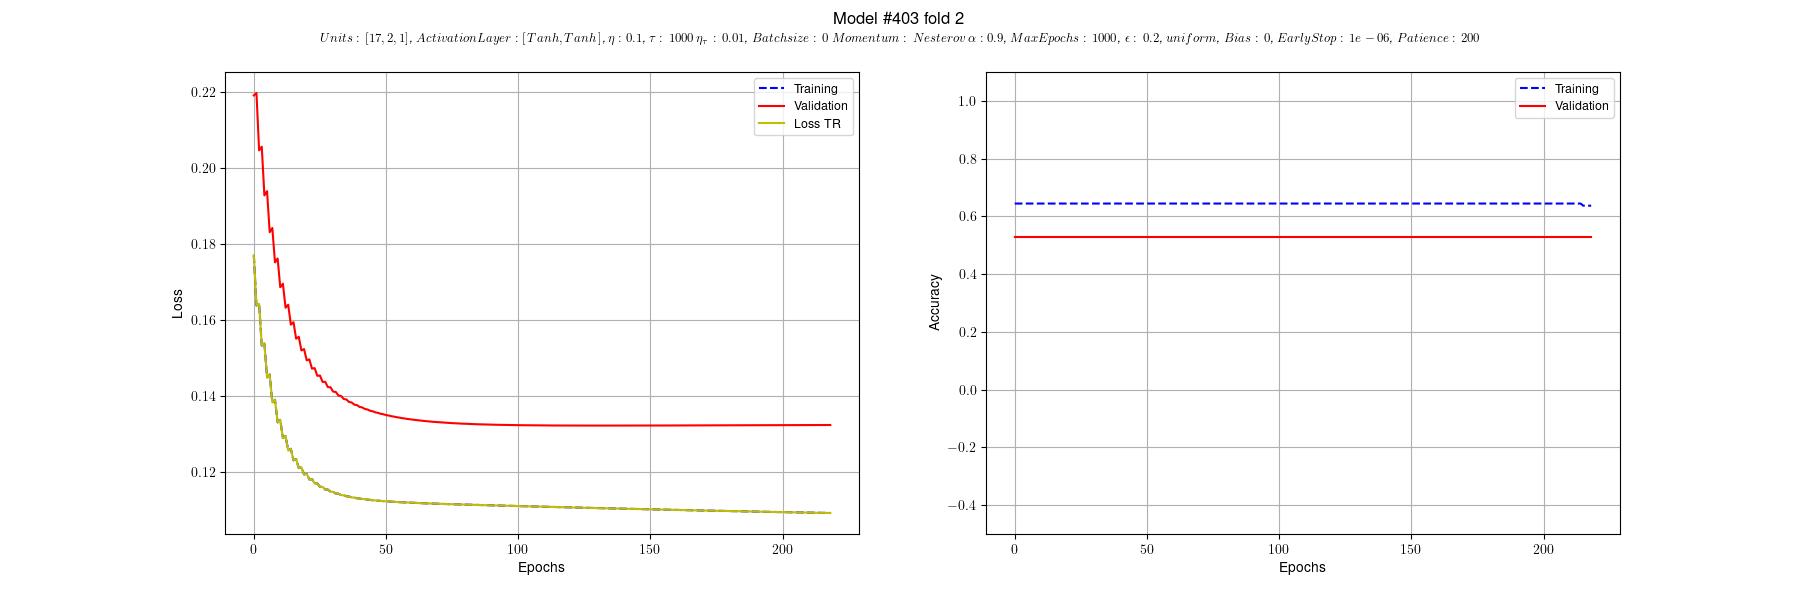 Model #403 fold 2
Units : [17, 2, 1], ActivationLayer : [Tanh, Tanh], η : 0.1, τ : 1000 η_τ : 0.01, Batchsize : 0 Momentum : Nesterov α : 0.9, MaxEpochs : 1000, ϵ : 0.2, uniform, Bias : 0, EarlyStop : 1e − 06, Patience : 200
0.22
0.20
0.18
0.16
0.14
0.12
Loss
0 50 100 150 200
Epochs
Training
Validation
Loss TR
1.0
0.8
0.6
0.4
0.2
0.0
−0.2
−0.4
Accuracy
0 50 100 150 200
Epochs
Training
Validation